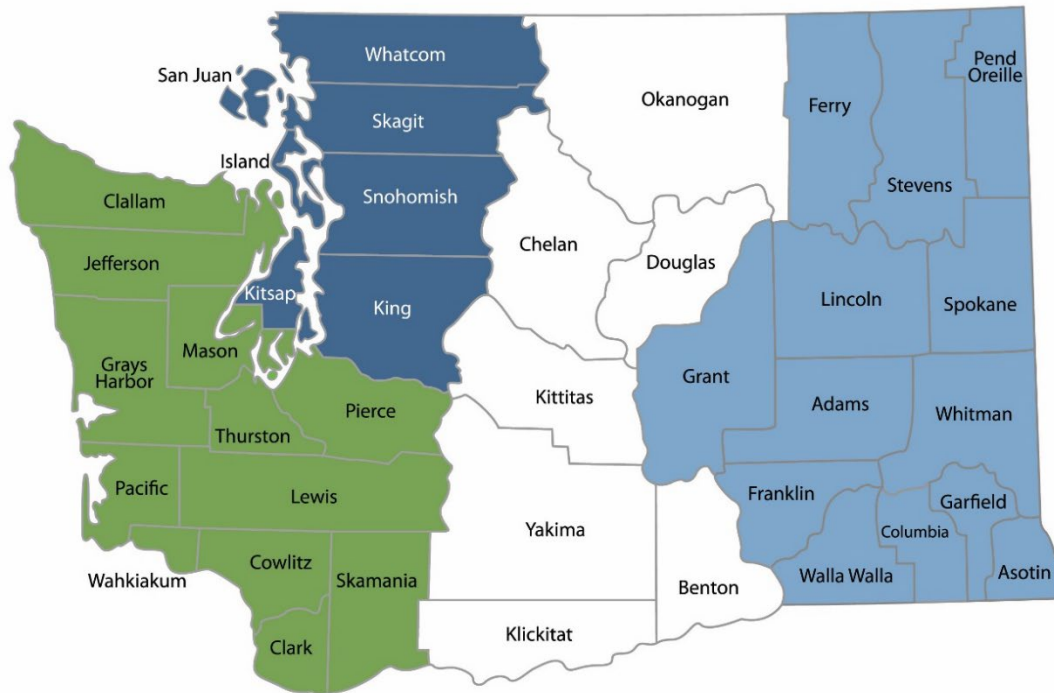 Whatcom
San Juan
Skagit
Island
Snohomish
King
Kitsap
Clallam
Jefferson
Mason
Grays
Harbor
Thurston
Pierce
Pacific
Lewis
Wahkiakum
Cowlitz
Skamania
Clark
Okanogan
Chelan
Douglas
Kittitas
Yakima
Klickitat
Benton
Ferry
Stevens
Pend
Oreille
Lincoln
Spokane
Grant
Adams
Whitman
Franklin
Walla Walla
Columbia
Garfield
Asotin